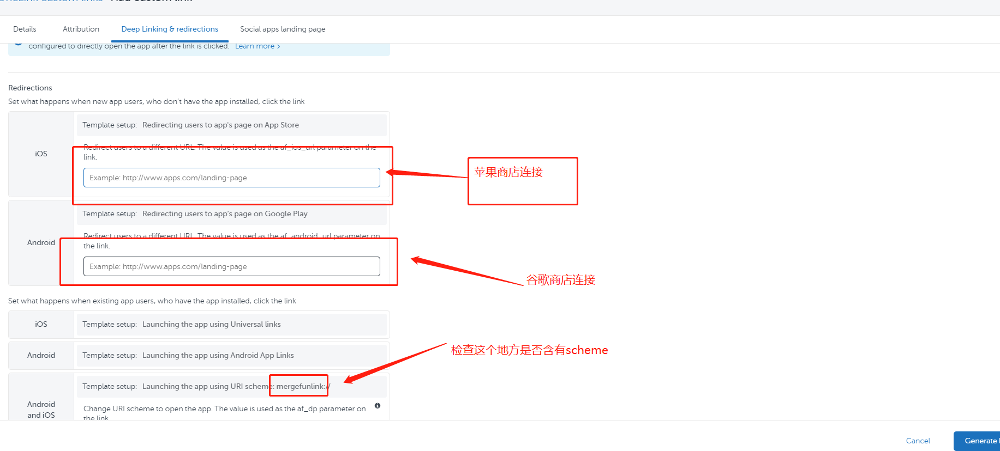 Details
Attribution
Deep Linking & redirections
Social apps landing page
configured to directly open the app after the link is clicked. Learn more >
Redirections
Set what happens when new app users, who don't have the app installed, click the link
iOS
Template setup: Redirecting users to app's page on App Store
Redirect users to a different URL. The value is used as the af_ios_url parameter on the
link.
Example: http://www.apps.com/landing-page
苹果商店连接
Android
Template setup: Redirecting users to app's page on Google Play
Redirect users to a different URL. The value is used as the af_android_url parameter on
the link.
Example: http://www.apps.com/landing-page
谷歌商店连接
Set what happens when existing app users, who have the app installed, click the link
iOS
Template setup: Launching the app using Universal links
Android
Template setup: Launching the app using Android App Links
检查这个地方是否含有scheme
Android
and iOS
Template setup: Launching the app using URI scheme: mergefunlink://
Change URI scheme to open the app. The value is used as the af_dp parameter on
the link
Cancel
Generate